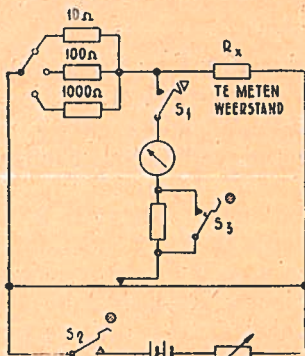 10Ω
100Ω
1000Ω
Rₓ
TE METEN
WEERSTAND
S₁
S₃
S₂